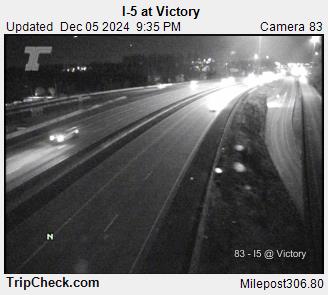 I-5 at Victory
Updated Dec 05 2024 9:35 PM Camera 83
T
N
83 - I5 @ Victory
TripCheck.com Milepost306.80